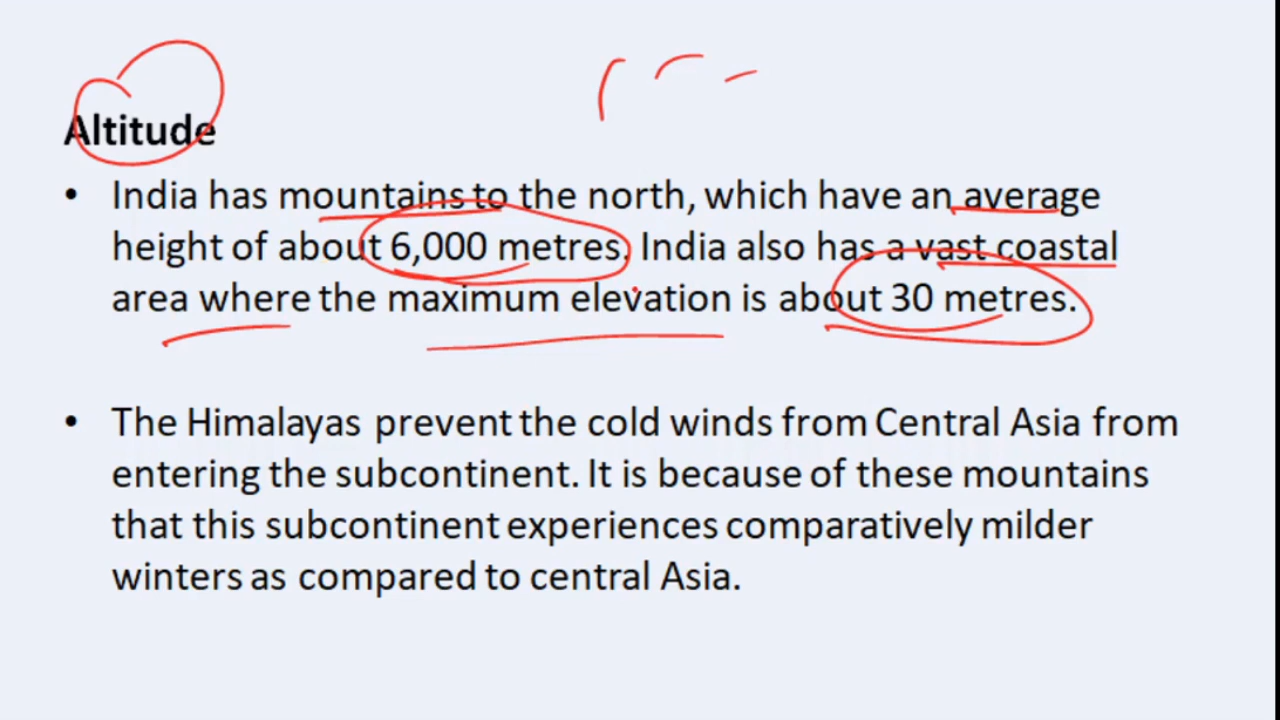 Altitude
• India has mountains to the north, which have an average
height of about 6,000 metres. India also has a vast coastal
area where the maximum elevation is about 30 metres.
• The Himalayas prevent the cold winds from Central Asia from
entering the subcontinent. It is because of these mountains
that this subcontinent experiences comparatively milder
winters as compared to central Asia.